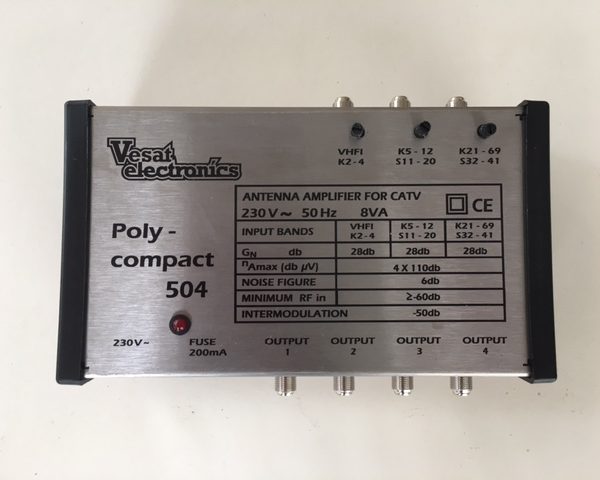 VHFI K5 - 12 K21 - 69
K2-4 S11 - 20 S32 - 41
Vesat
electronics
Poly -
compact
504
ANTENNA AMPLIFIER FOR CATV
230 V ~ 50 Hz 8VA CE
INPUT BANDS VHFI K5 - 12 K21 - 69
K2 - 4 S11 - 20 S32 - 41
GN db 28db 28db 28db
nAmax (db µV) 4 X 110db
NOISE FIGURE 6db
MINIMUM RF in ≥-60db
INTERMODULATION -50db
230V~ FUSE OUTPUT OUTPUT OUTPUT OUTPUT
200mA 1 2 3 4